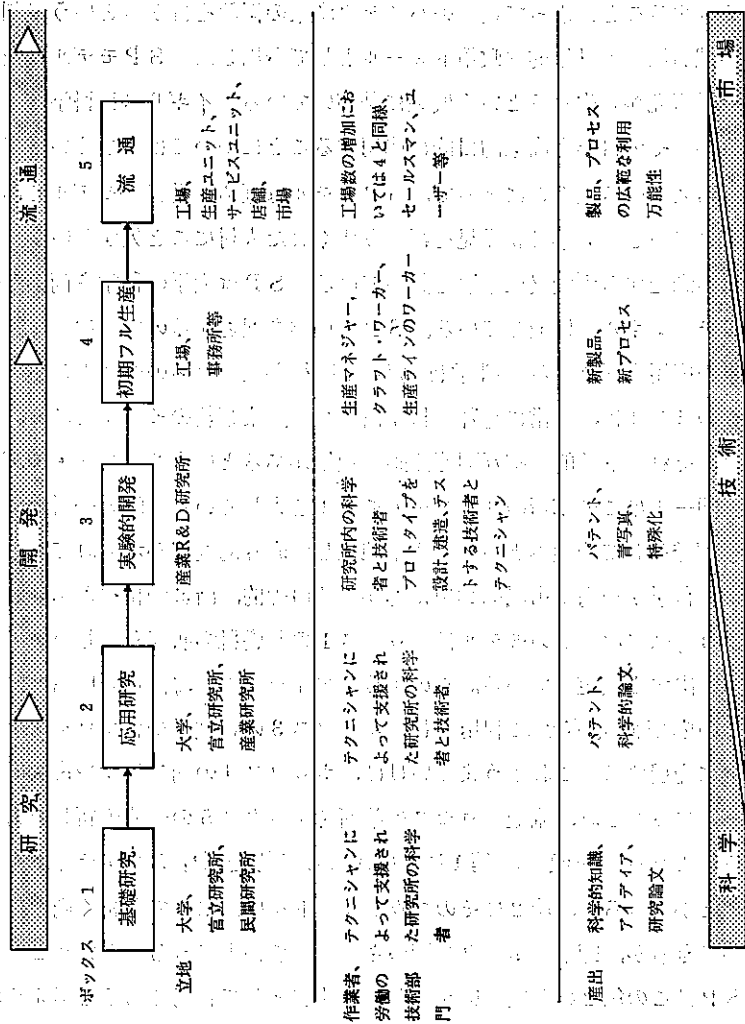 研究 ▷ 開発 ▷ 流通 ▷
ボックス 1 2 3 4 5
基礎研究 応用研究 実験的開発 初期フル生産 流通
立地
大学、
官立研究所、
民間研究所
大学、
官立研究所、
産業研究所
産業R&D研究所
工場、
事務所等
工場、
生産ユニット、
サービスユニット、
店舗、
市場
作業者、
労働の
技術部
門
テクニシャンに
よって支援され
た研究所の科学
者
テクニシャンに
よって支援され
た研究所の科学
者と技術者
研究所内の科学
者と技術者
プロトタイプを
設計、建造、テス
トする技術者と
テクニシャン
生産マネジャー、
クラフト・ワーカー、
生産ラインのワーカー
工場数の増加にお
いては4と同様、
セールスマン、ユ
ーザー等
産出
科学的知識、
アイディア、
研究論文
パテント、
科学的論文
パテント、
青写真、
特殊化
新製品、
新プロセス
製品、プロセス
の広範な利用
万能性
科学 技術 市場